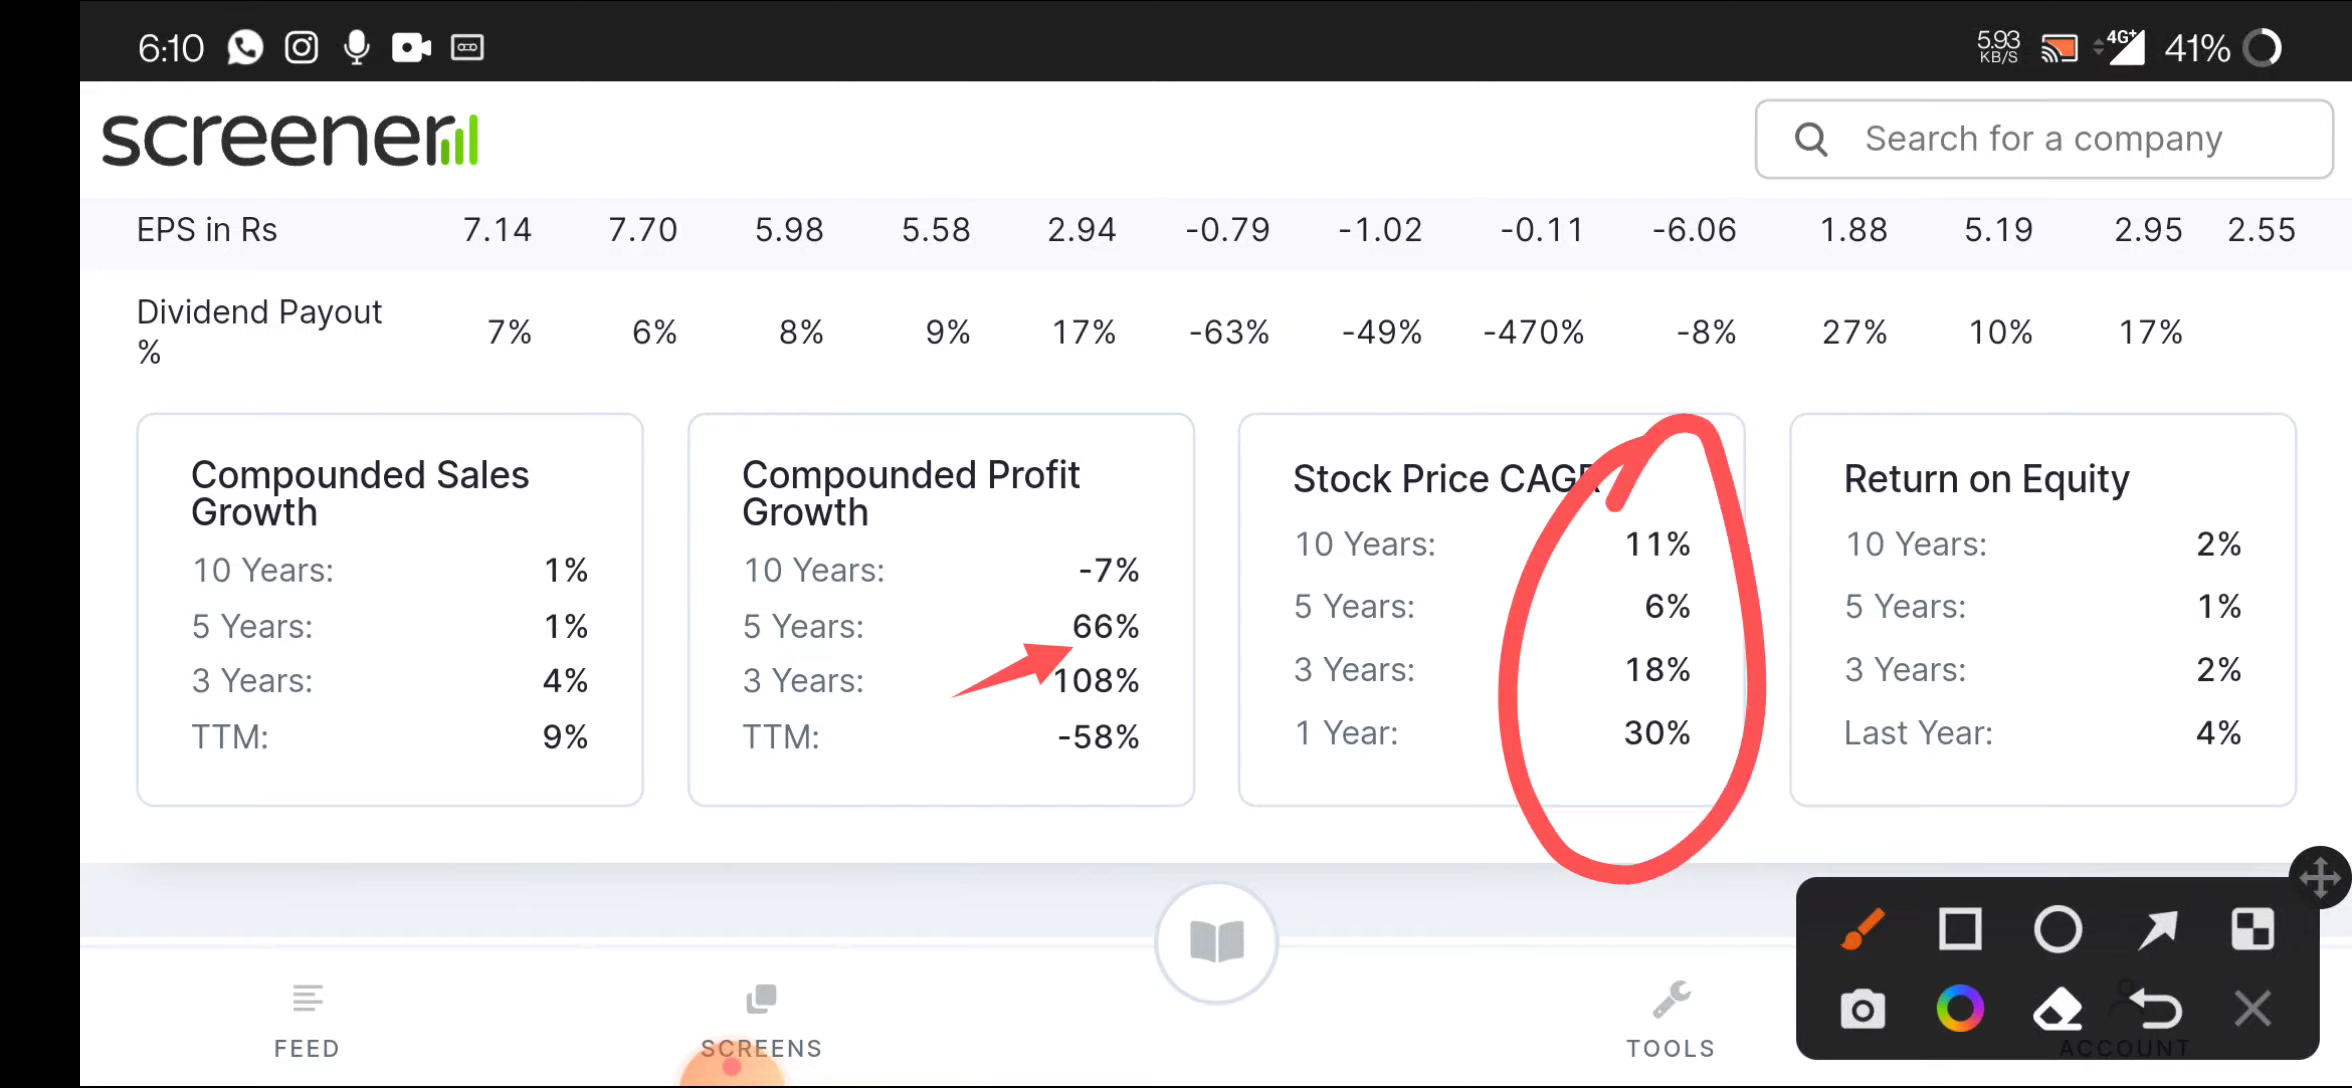 6:10
5.93
KB/S
4G+
41%
screener
Search for a company
EPS in Rs 7.14 7.70 5.98 5.58 2.94 -0.79 -1.02 -0.11 -6.06 1.88 5.19 2.95 2.55
Dividend Payout
% 7% 6% 8% 9% 17% -63% -49% -470% -8% 27% 10% 17%
Compounded Sales
Growth
10 Years: 1%
5 Years: 1%
3 Years: 4%
TTM: 9%
Compounded Profit
Growth
10 Years: -7%
5 Years: 66%
3 Years: 108%
TTM: -58%
Stock Price CAGR
10 Years: 11%
5 Years: 6%
3 Years: 18%
1 Year: 30%
Return on Equity
10 Years: 2%
5 Years: 1%
3 Years: 2%
Last Year: 4%
FEED
SCREENS
TOOLS
ACCOUNT